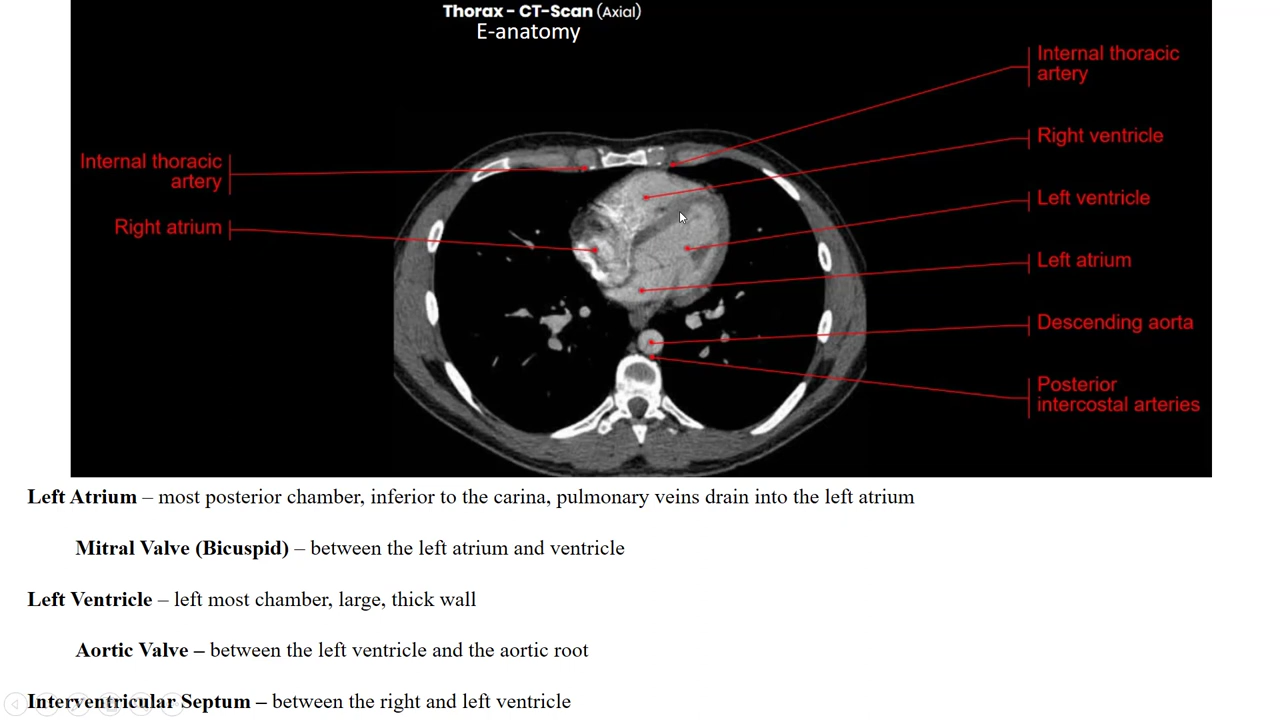 Thorax - CT-Scan (Axial)
E-anatomy
Internal thoracic
artery
Right atrium
Internal thoracic
artery
Right ventricle
Left ventricle
Left atrium
Descending aorta
Posterior
intercostal arteries
Left Atrium – most posterior chamber, inferior to the carina, pulmonary veins drain into the left atrium
Mitral Valve (Bicuspid) – between the left atrium and ventricle
Left Ventricle – left most chamber, large, thick wall
Aortic Valve – between the left ventricle and the aortic root
Interventricular Septum – between the right and left ventricle